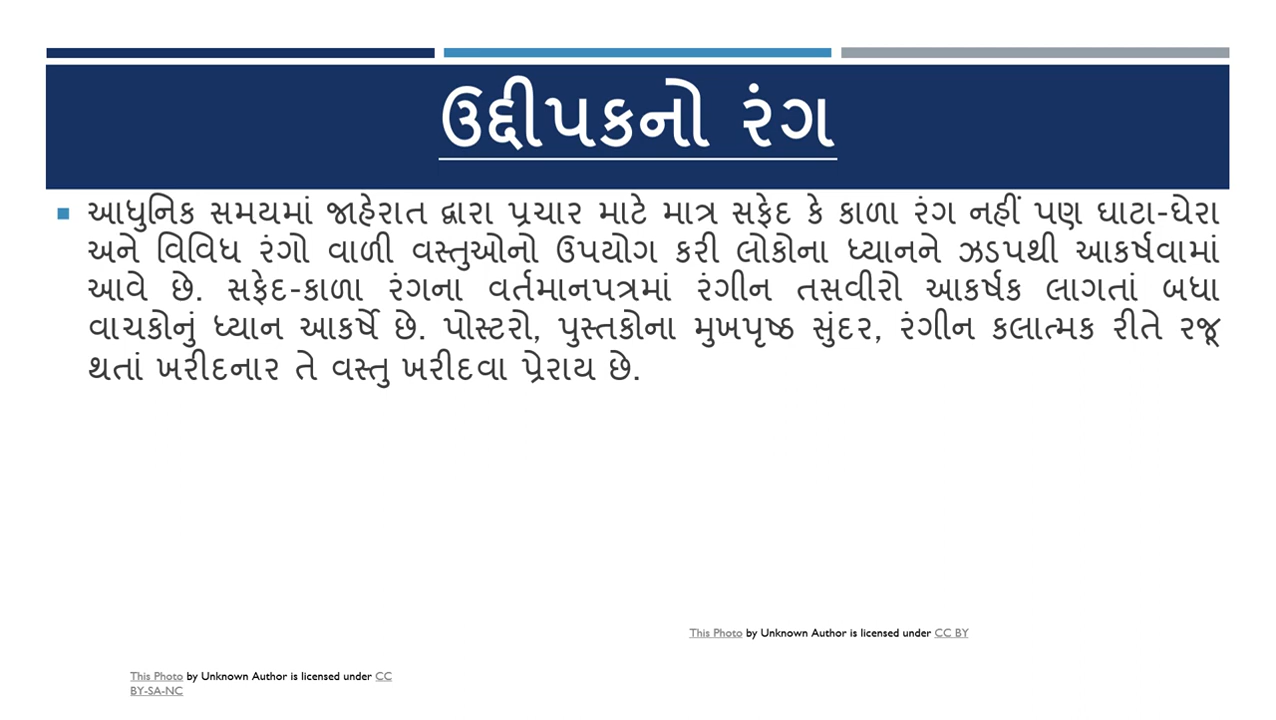 ઉદ્દીપકનો રંગ
આધુનિક સમયમાં જાહેરાત દ્વારા પ્રચાર માટે માત્ર સફેદ કે કાળા રંગ નહીં પણ ઘાટા-ઘેરા
અને વિવિધ રંગો વાળી વસ્તુઓનો ઉપયોગ કરી લોકોના ધ્યાનને ઝડપથી આકર્ષવામાં
આવે છે. સફેદ-કાળા રંગના વર્તમાનપત્રમાં રંગીન તસવીરો આકર્ષક લાગતાં બધા
વાચકોનું ધ્યાન આકર્ષે છે. પોસ્ટરો, પુસ્તકોના મુખપૃષ્ઠ સુંદર, રંગીન કલાત્મક રીતે રજૂ
થતાં ખરીદનાર તે વસ્તુ ખરીદવા પ્રેરાય છે.
This Photo by Unknown Author is licensed under CC BY
This Photo by Unknown Author is licensed under CC
BY-SA-NC